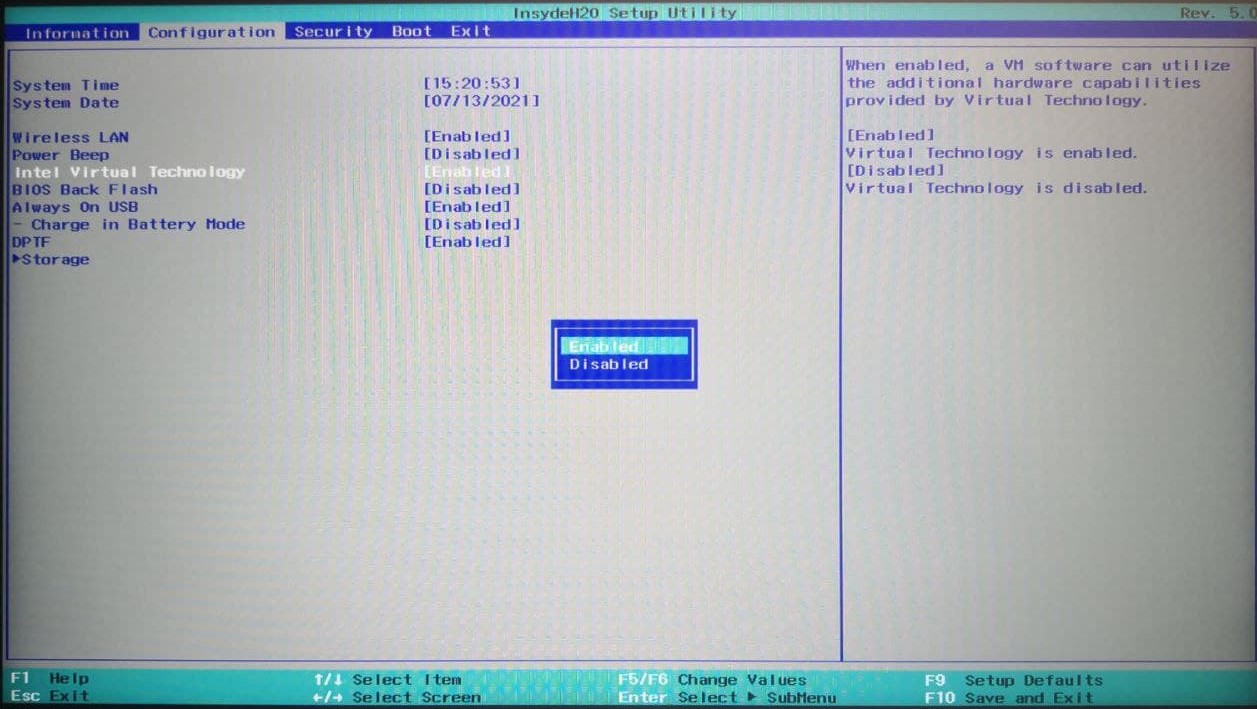 InsydeH20 Setup Utility Rev. 5.0
Information Configuration Security Boot Exit
System Time [15:20:53]
System Date [07/13/2021]
Wireless LAN [Enabled]
Power Beep [Disabled]
Intel Virtual Technology [Enabled]
BIOS Back Flash [Disabled]
Always On USB [Enabled]
- Charge in Battery Mode [Disabled]
DPTF [Enabled]
▶Storage
Enabled
Disabled
When enabled, a VM software can utilize
the additional hardware capabilities
provided by Virtual Technology.
[Enabled]
Virtual Technology is enabled.
[Disabled]
Virtual Technology is disabled.
F1 Help ↑/↓ Select Item F5/F6 Change Values F9 Setup Defaults
Esc Exit ←/→ Select Screen Enter Select ▶ SubMenu F10 Save and Exit